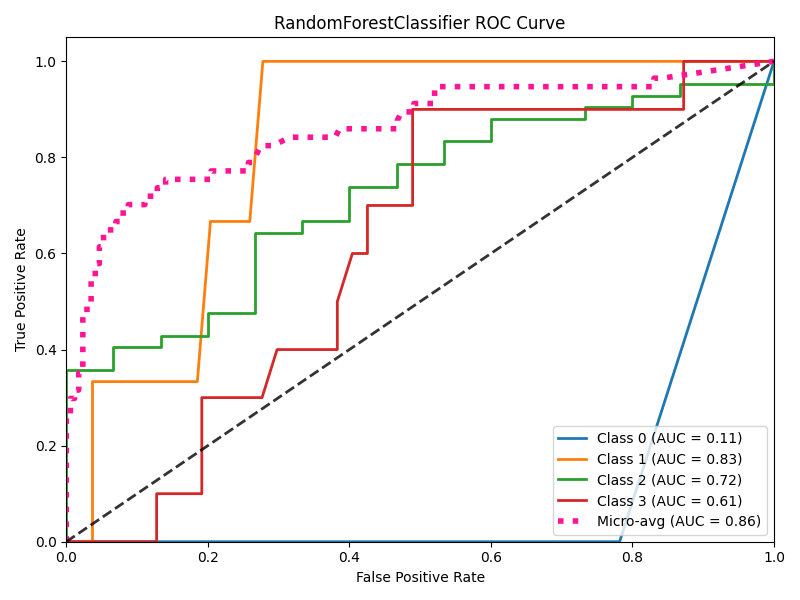 RandomForestClassifier ROC Curve
True Positive Rate
1.0
0.8
0.6
0.4
0.2
0.0
0.0 0.2 0.4 0.6 0.8 1.0
False Positive Rate
Class 0 (AUC = 0.11)
Class 1 (AUC = 0.83)
Class 2 (AUC = 0.72)
Class 3 (AUC = 0.61)
Micro-avg (AUC = 0.86)